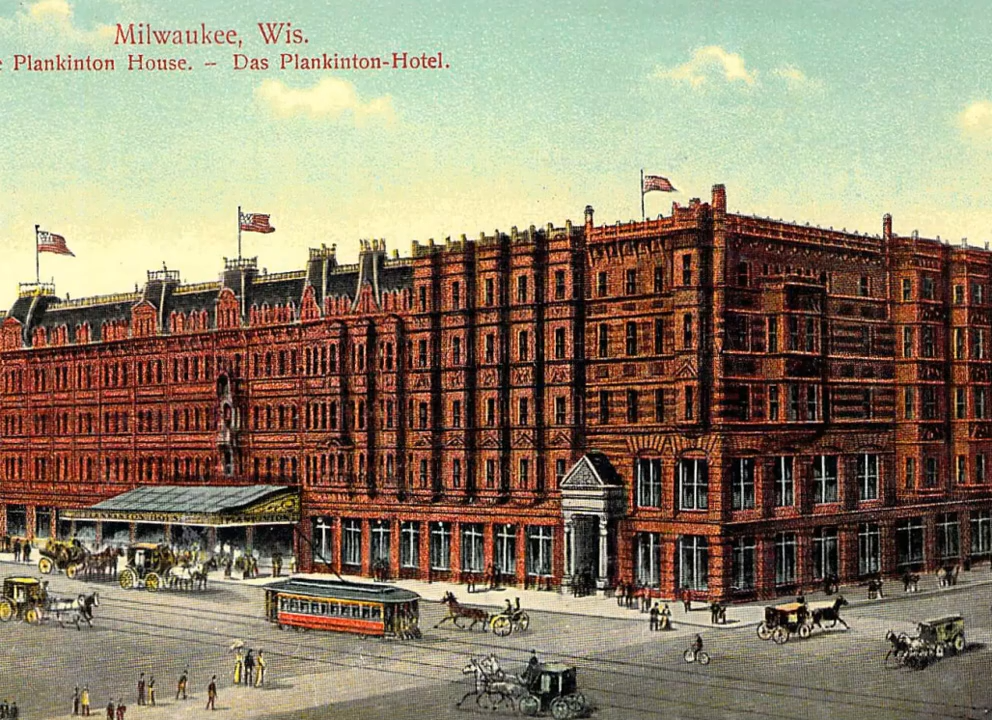 Milwaukee, Wis.
e Plankinton House. – Das Plankinton-Hotel.